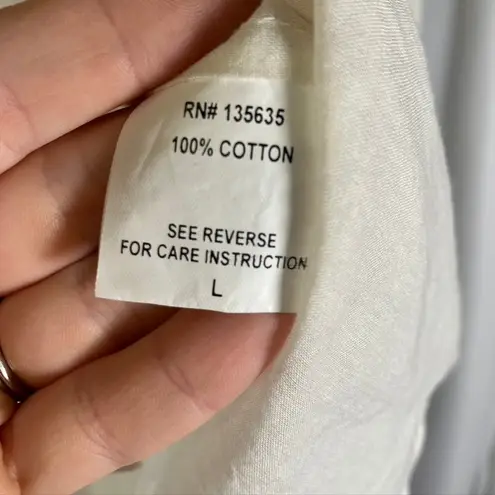 RN# 135635
100% COTTON
SEE REVERSE
FOR CARE INSTRUCTION
L